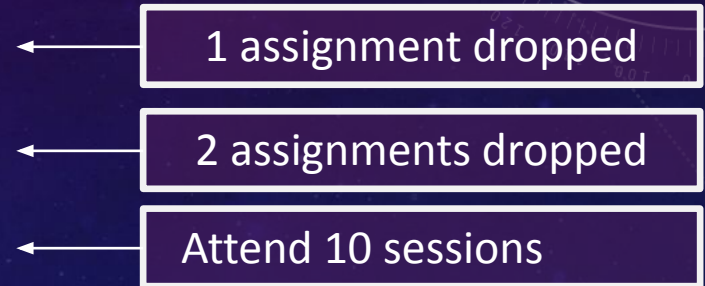 1 assignment dropped
2 assignments dropped
Attend 10 sessions